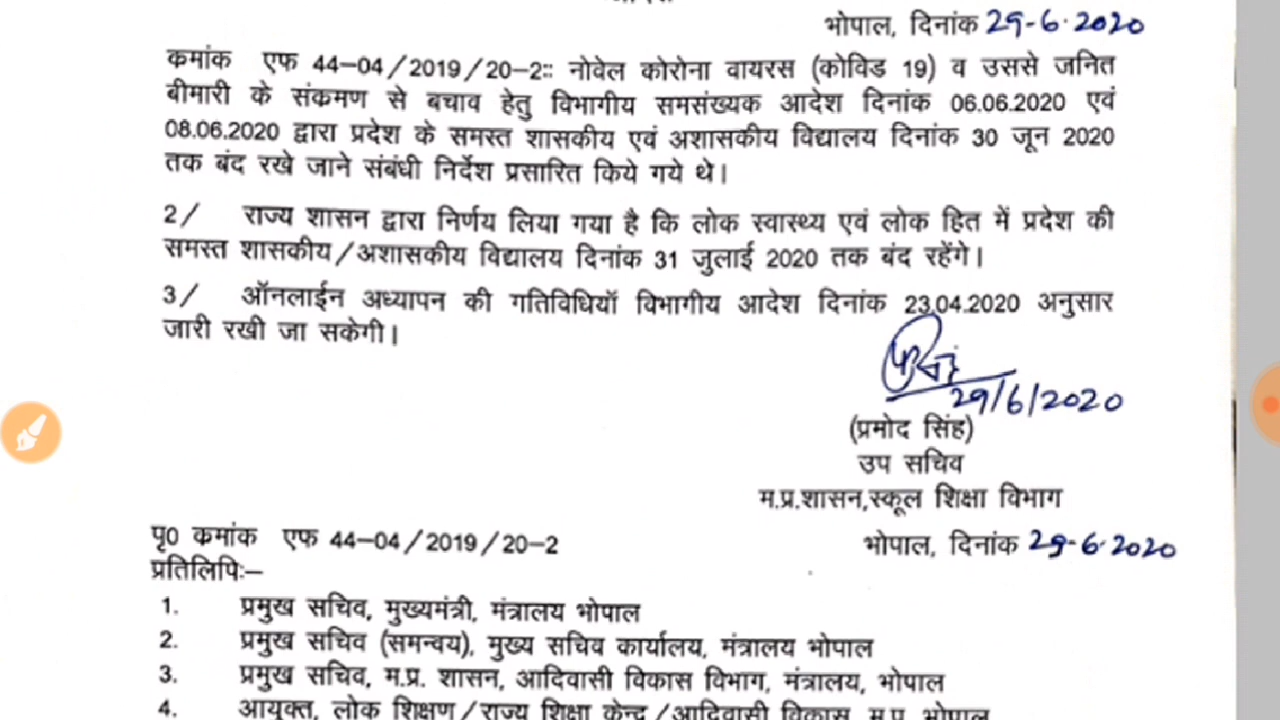 भोपाल, दिनांक 29-6-2020
कमांक एफ 44-04/2019/20-2:: नोवेल कोरोना वायरस (कोविड 19) व उससे जनित
बीमारी के संकमण से बचाव हेतु विभागीय समसंख्यक आदेश दिनांक 06.06.2020 एवं
08.06.2020 द्वारा प्रदेश के समस्त शासकीय एवं अशासकीय विद्यालय दिनांक 30 जून 2020
तक बंद रखे जाने संबंधी निर्देश प्रसारित किये गये थे।
2/ राज्य शासन द्वारा निर्णय लिया गया है कि लोक स्वास्थ्य एवं लोक हित में प्रदेश की
समस्त शासकीय/अशासकीय विद्यालय दिनांक 31 जुलाई 2020 तक बंद रहेंगे।
3/ ऑनलाईन अध्यापन की गतिविधियॉ विभागीय आदेश दिनांक 23.04.2020 अनुसार
जारी रखी जा सकेगी।
29/6/2020
(प्रमोद सिंह)
उप सचिव
म.प्र.शासन,स्कूल शिक्षा विभाग
पृ0 कमांक एफ 44-04/2019/20-2 भोपाल, दिनांक 29-6-2020
प्रतिलिपिः-
1. प्रमुख सचिव, मुख्यमंत्री, मंत्रालय भोपाल
2. प्रमुख सचिव (समन्वय), मुख्य सचिव कार्यालय, मंत्रालय भोपाल
3. प्रमुख सचिव, म.प्र. शासन, आदिवासी विकास विभाग, मंत्रालय, भोपाल
4. आयुक्त, लोक शिक्षण/राज्य शिक्षा केन्द्र/आदिवासी विकास, म.प्र. भोपाल